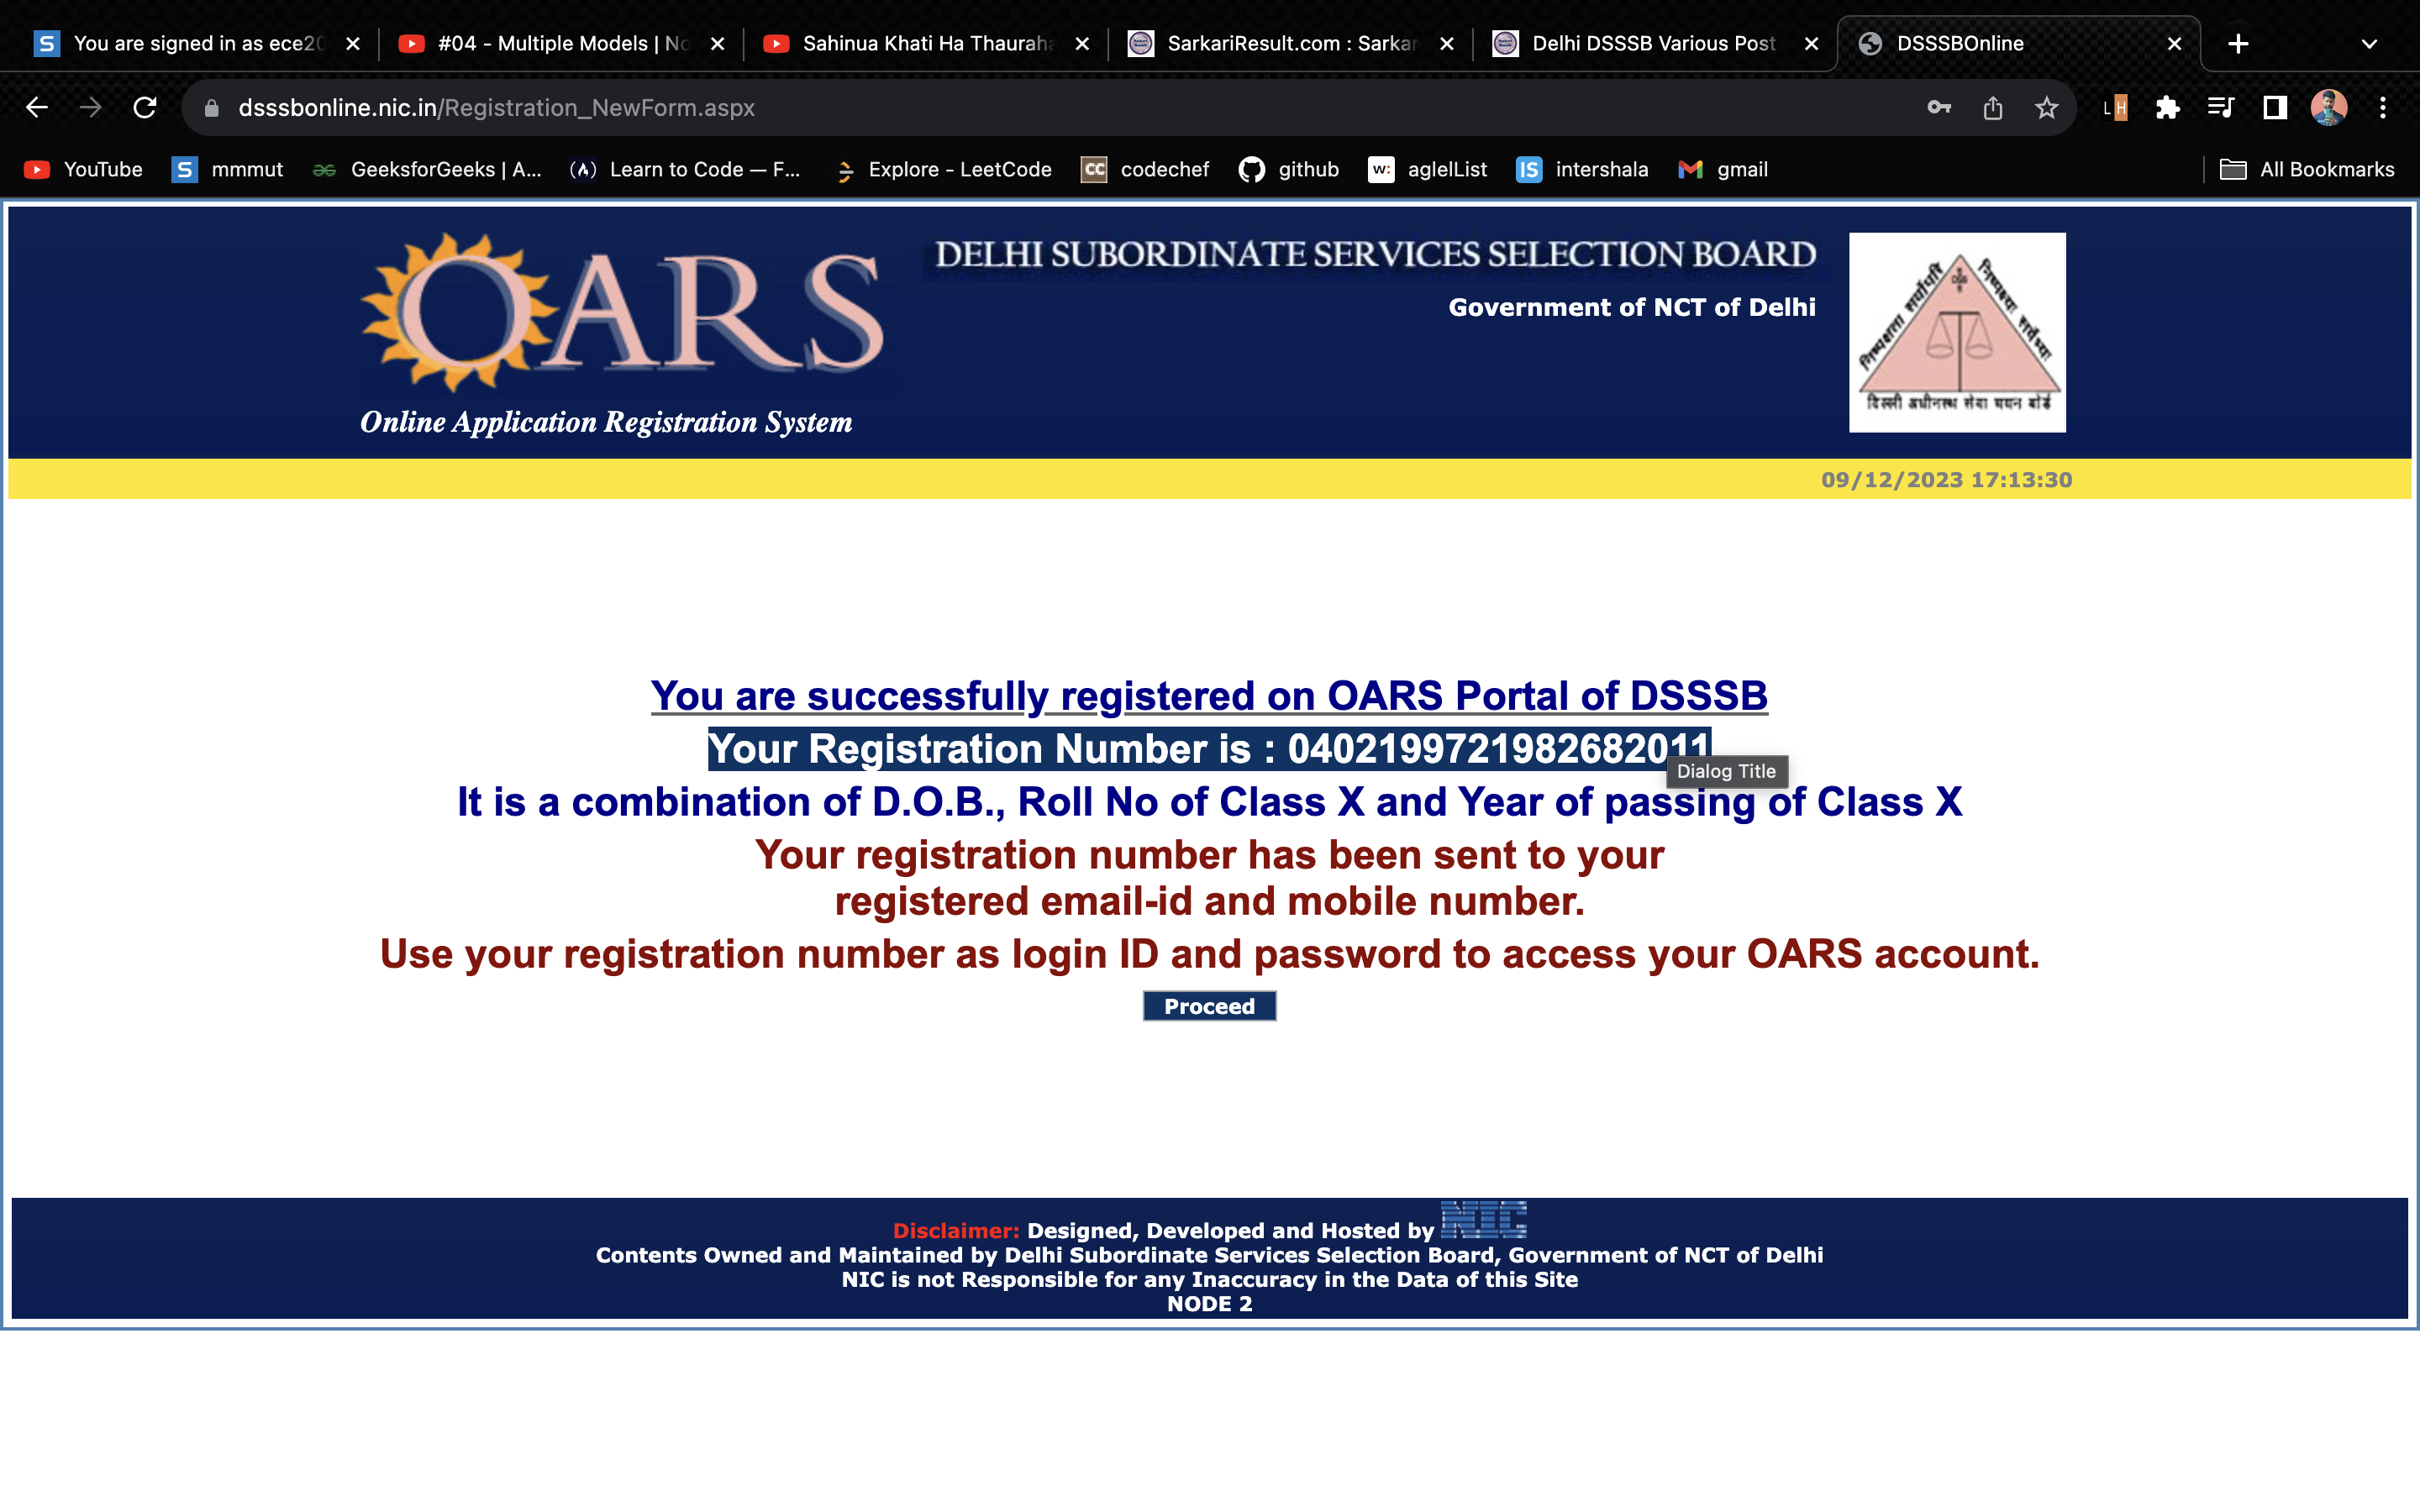 You are signed in as ece20
#04 - Multiple Models | No
Sahinua Khati Ha Thauraha
SarkariResult.com : Sarkar
Delhi DSSSB Various Post
DSSSBOnline
dsssbonline.nic.in/Registration_NewForm.aspx
YouTube
mmmut
GeeksforGeeks | A...
Learn to Code — F...
Explore - LeetCode
codechef
github
aglelList
intershala
gmail
All Bookmarks
OARS
Online Application Registration System
DELHI SUBORDINATE SERVICES SELECTION BOARD
Government of NCT of Delhi
दिल्ली अधीनस्थ सेवा चयन बोर्ड
09/12/2023 17:13:30
You are successfully registered on OARS Portal of DSSSB
Your Registration Number is : 0402199721982682011
Dialog Title
It is a combination of D.O.B., Roll No of Class X and Year of passing of Class X
Your registration number has been sent to your
registered email-id and mobile number.
Use your registration number as login ID and password to access your OARS account.
Proceed
Disclaimer: Designed, Developed and Hosted by NIC
Contents Owned and Maintained by Delhi Subordinate Services Selection Board, Government of NCT of Delhi
NIC is not Responsible for any Inaccuracy in the Data of this Site
NODE 2